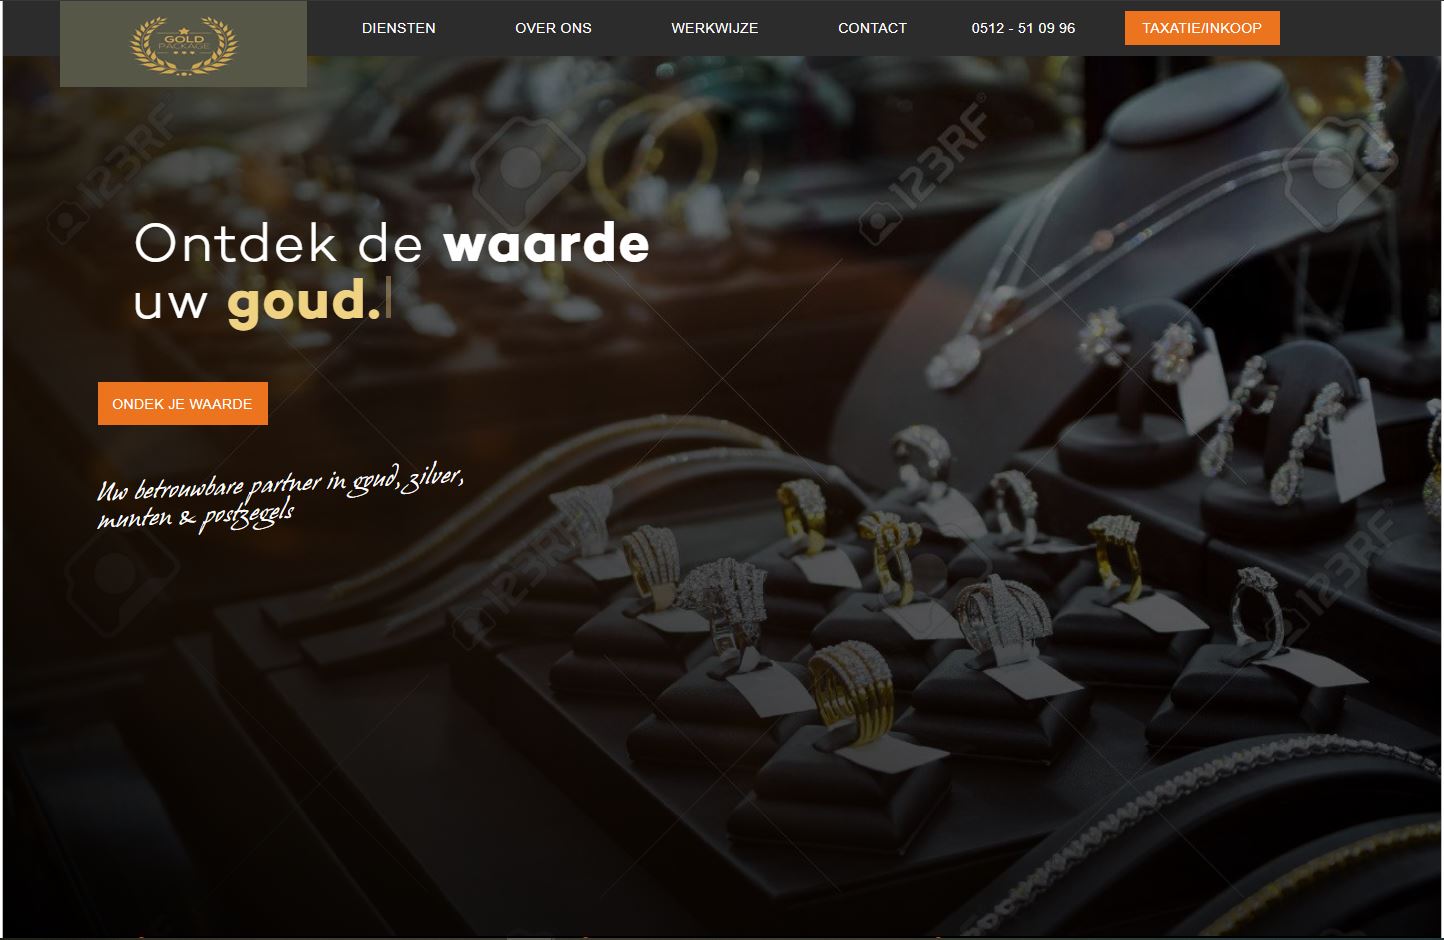 GOLD
PACKAGE
DIENSTEN
OVER ONS
WERKWIJZE
CONTACT
0512 - 51 09 96
TAXATIE/INKOOP
Ontdek de waarde
uw goud.
ONDEK JE WAARDE
Uw betrouwbare partner in goud, zilver,
munten & postzegels
123RF
123RF
123RF
123RF